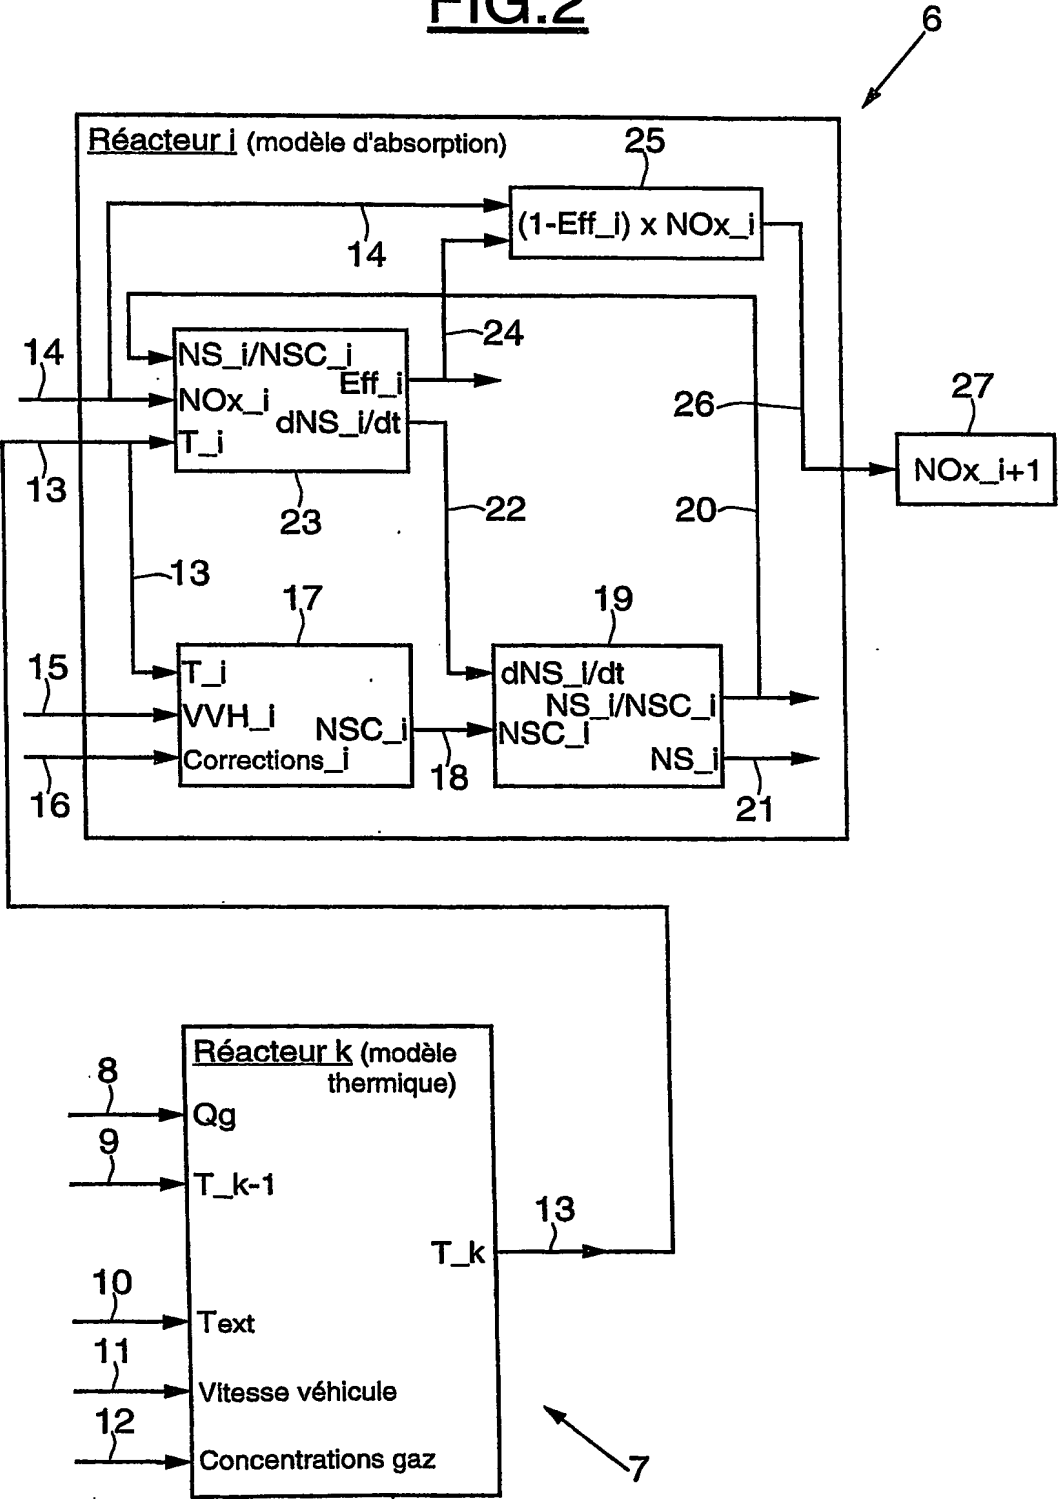 FIG.2
6
Réacteur i (modèle d'absorption)
25
(1-Eff_i) x NOx_i
14
24
14
NS_i/NSC_i
Eff_i
NOx_i
dNS_i/dt
T_i
13
23
22
20
26
27
NOx_i+1
13
17
19
15
T_i
VVH_i
NSC_i
Corrections_i
16
18
dNS_i/dt
NS_i/NSC_i
NSC_i
NS_i
21
Réacteur k (modèle
thermique)
8
Qg
9
T_k-1
13
T_k
10
Text
11
Vitesse véhicule
12
Concentrations gaz
7